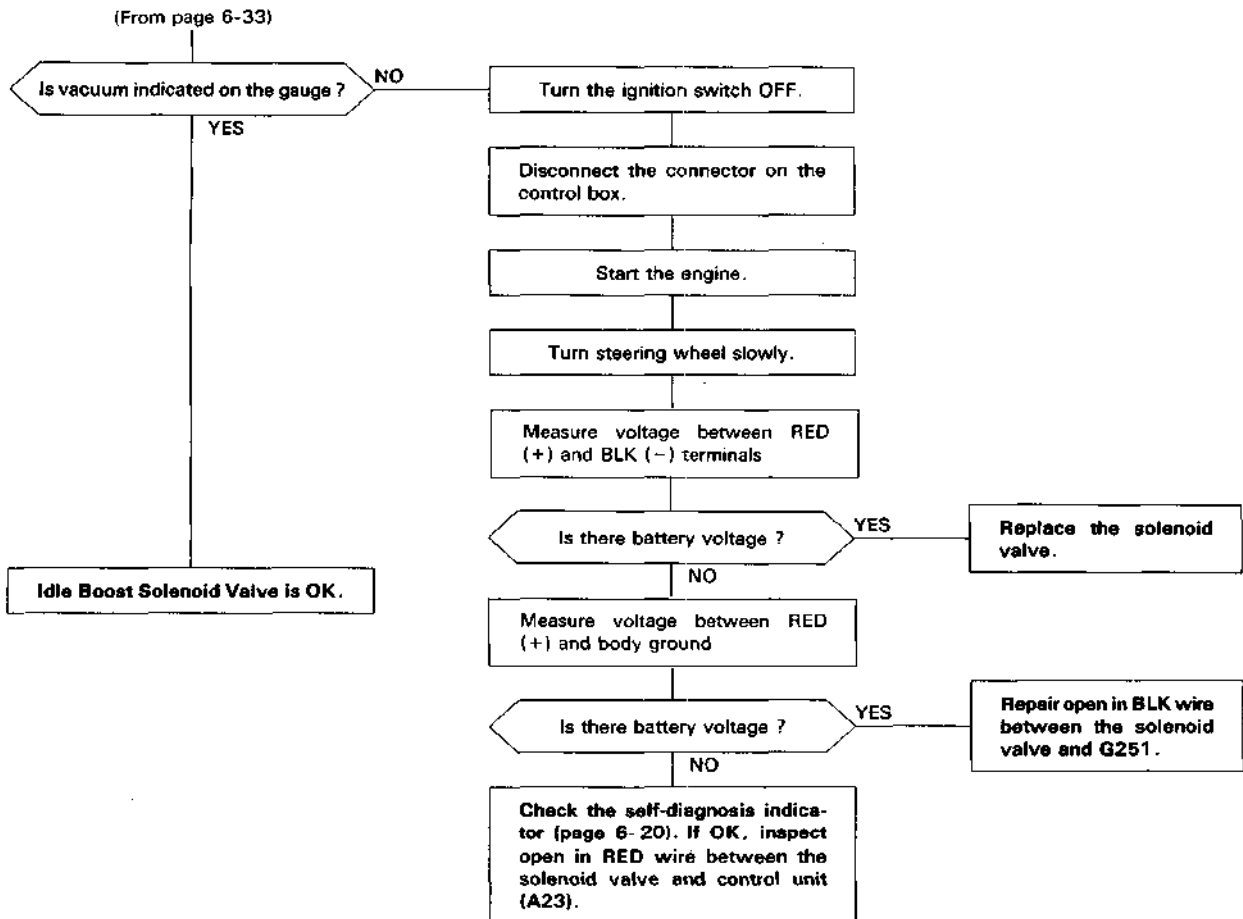 (From page 6-33)
Is vacuum indicated on the gauge ?
NO
Turn the ignition switch OFF.
YES
Disconnect the connector on the
control box.
Start the engine.
Turn steering wheel slowly.
Measure voltage between RED
(+) and BLK (−) terminals
Is there battery voltage ?
YES
Replace the solenoid
valve.
NO
Idle Boost Solenoid Valve is OK.
Measure voltage between RED
(+) and body ground
Is there battery voltage ?
YES
Repair open in BLK wire
between the solenoid
valve and G251.
NO
Check the self-diagnosis indica-
tor (page 6-20). If OK, inspect
open in RED wire between the
solenoid valve and control unit
(A23).